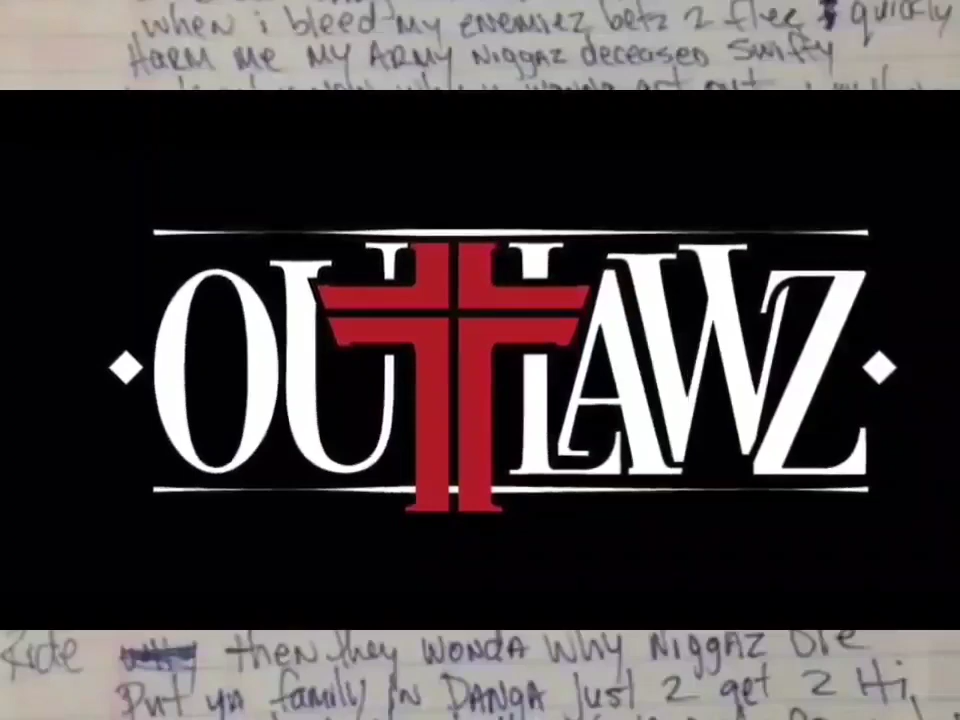 when i bleed my enemiez betz 2 flee & quickly
Harm me my ARMY Niggaz deceased swifty
OUTLAWZ
Ride then they WONDA Why NiggAZ Die
Put ya family in DANGA Just 2 get 2 Hi,